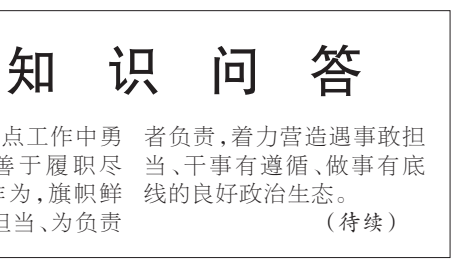 知识问答
点工作中勇
善于履职尽
作为,旗帜鲜
担当、为负责
者负责,着力营造遇事敢担
当、干事有遵循、做事有底
线的良好政治生态。
(待续)